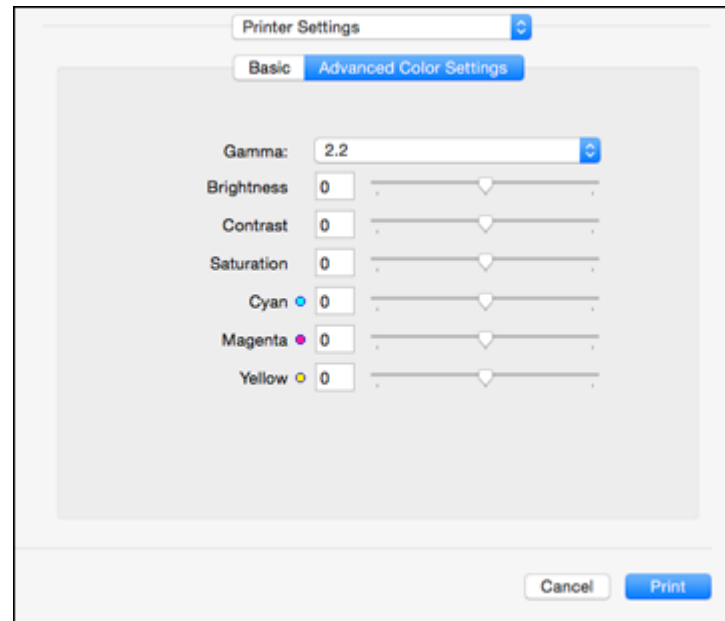 Printer Settings
Basic Advanced Color Settings
Gamma: 2.2
Brightness 0
Contrast 0
Saturation 0
Cyan 0
Magenta 0
Yellow 0
Cancel Print